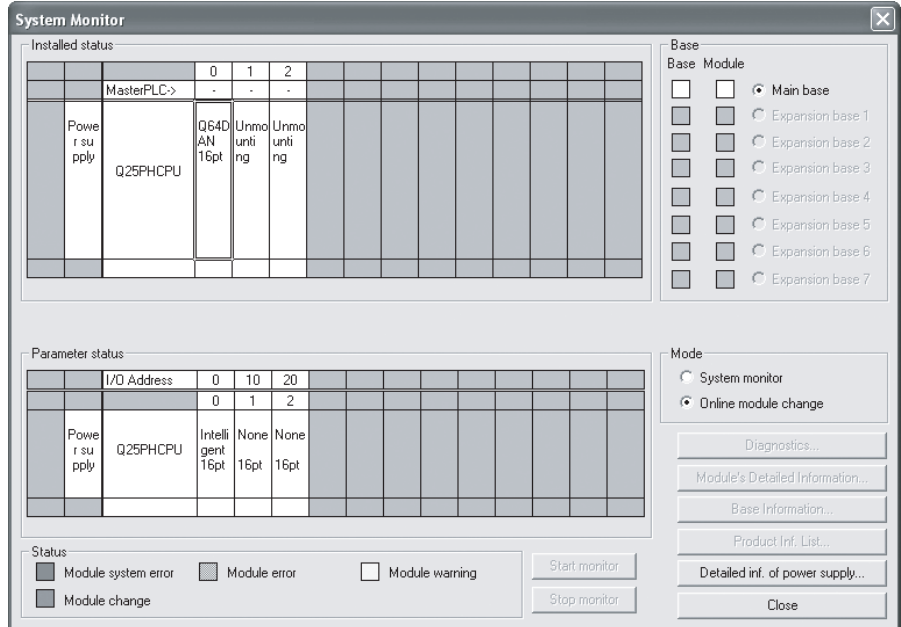 System Monitor
Installed status
0 1 2
MasterPLC-> - - -
Powe
r su
pply
Q25PHCPU
Q64D
AN
16pt
Unmo
unti
ng
Unmo
unti
ng
Base
Base Module
Main base
Expansion base 1
Expansion base 2
Expansion base 3
Expansion base 4
Expansion base 5
Expansion base 6
Expansion base 7
Parameter status
I/O Address 0 10 20
0 1 2
Powe
r su
pply
Q25PHCPU
Intelli
gent
16pt
None
16pt
None
16pt
Mode
System monitor
Online module change
Diagnostics...
Module's Detailed Information...
Base Information...
Product Inf. List...
Detailed inf. of power supply...
Close
Status
Module system error
Module error
Module warning
Module change
Start monitor
Stop monitor